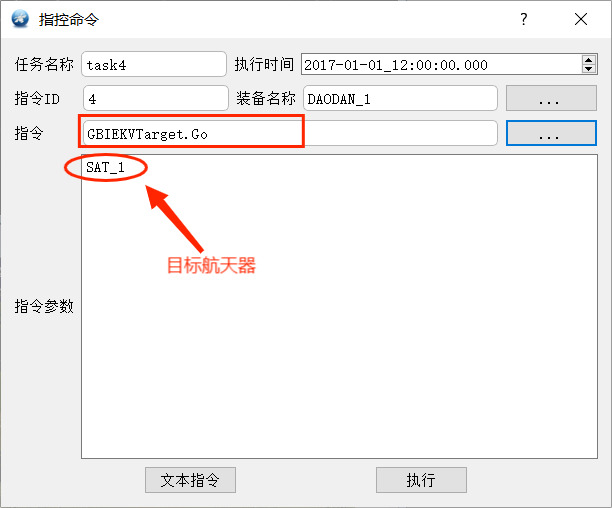 指控命令
任务名称 task4 执行时间 2017-01-01_12:00:00.000
指令ID 4 装备名称 DAODAN_1 ...
指令 GBIEKVTarget.Go ...
SAT_1
目标航天器
指令参数
文本指令 执行